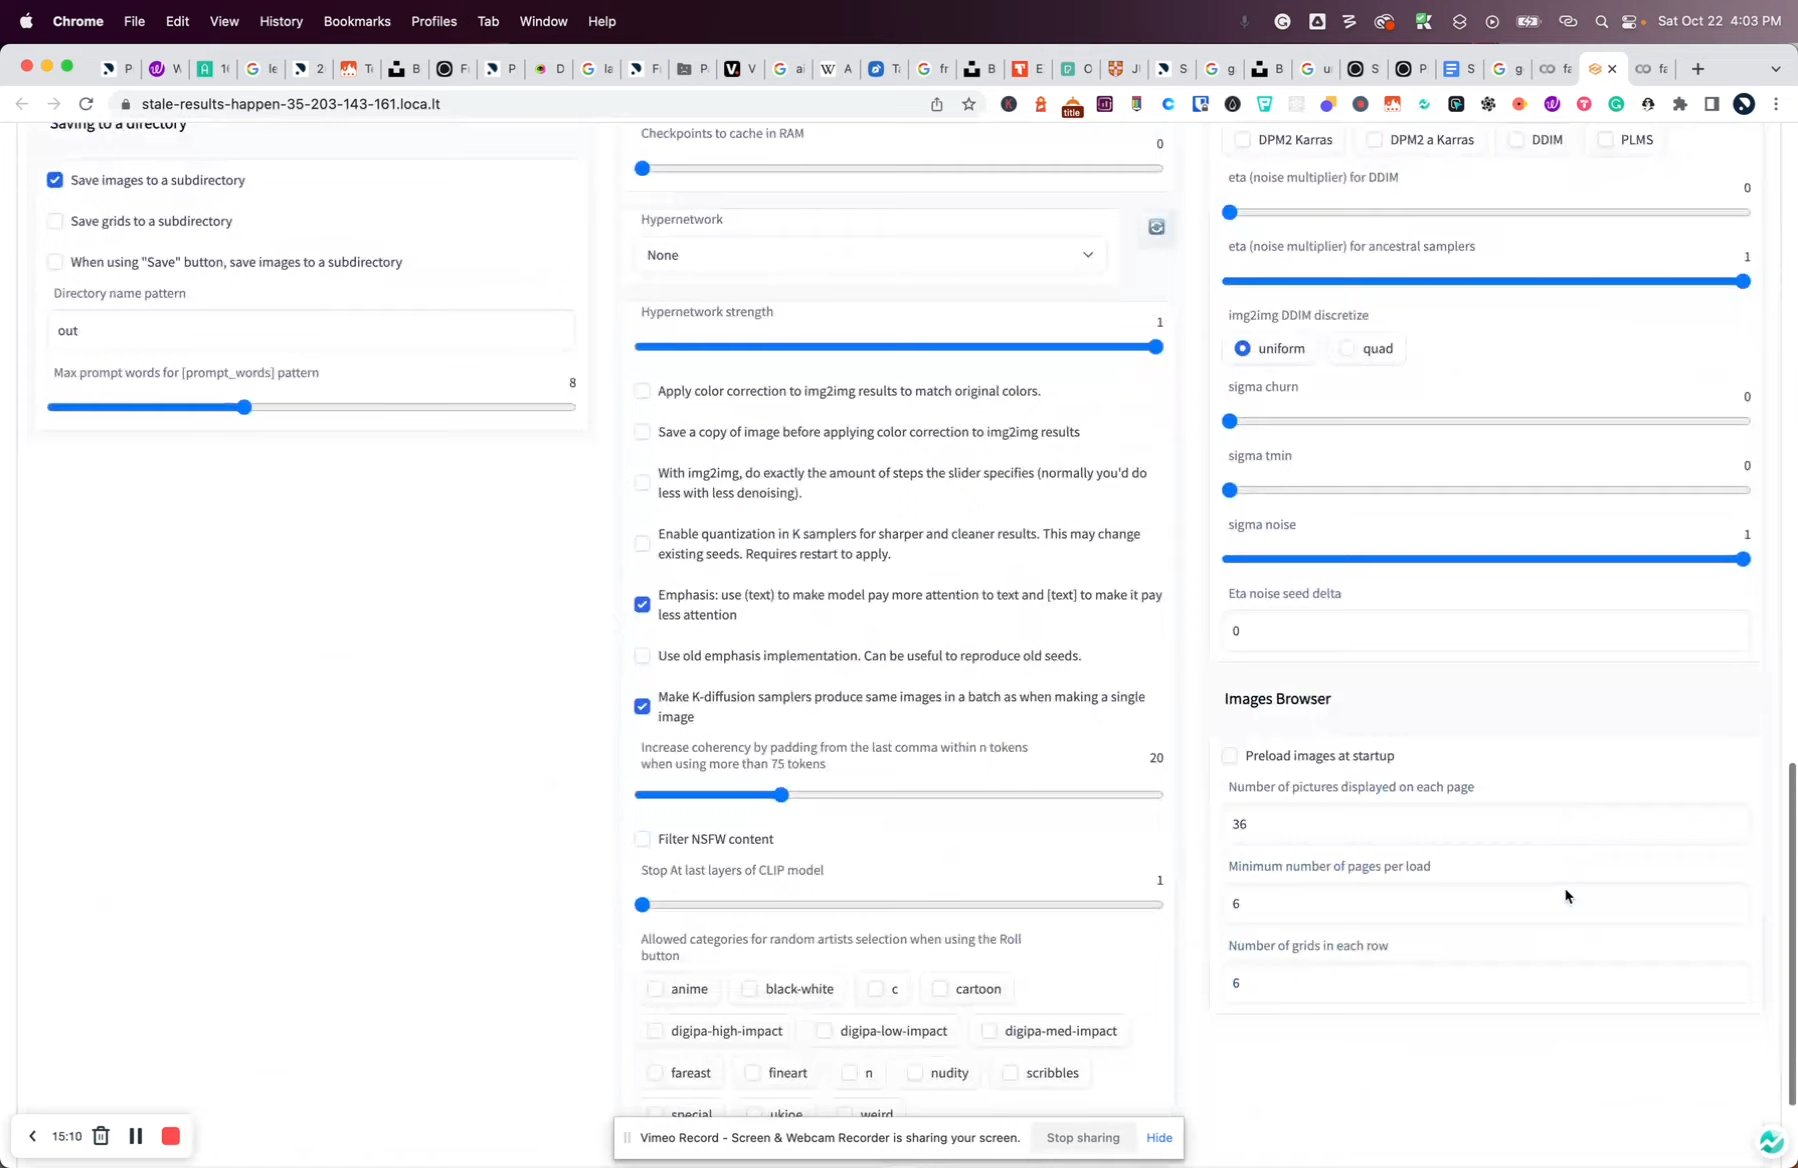 Chrome File Edit View History Bookmarks Profiles Tab Window Help
Sat Oct 22 4:03 PM
stale-results-happen-35-203-143-161.loca.lt
title
Saving to a directory
Save images to a subdirectory
Save grids to a subdirectory
When using "Save" button, save images to a subdirectory
Directory name pattern
out
Max prompt words for [prompt_words] pattern
8
Checkpoints to cache in RAM
0
Hypernetwork
None
Hypernetwork strength
1
Apply color correction to img2img results to match original colors.
Save a copy of image before applying color correction to img2img results
With img2img, do exactly the amount of steps the slider specifies (normally you'd do
less with less denoising).
Enable quantization in K samplers for sharper and cleaner results. This may change
existing seeds. Requires restart to apply.
Emphasis: use (text) to make model pay more attention to text and [text] to make it pay
less attention
Use old emphasis implementation. Can be useful to reproduce old seeds.
Make K-diffusion samplers produce same images in a batch as when making a single
image
Increase coherency by padding from the last comma within n tokens
when using more than 75 tokens
20
Filter NSFW content
Stop At last layers of CLIP model
1
Allowed categories for random artists selection when using the Roll
button
anime black-white c cartoon
digipa-high-impact digipa-low-impact digipa-med-impact
fareast fineart n nudity scribbles
special ukioe weird
DPM2 Karras DPM2 a Karras DDIM PLMS
eta (noise multiplier) for DDIM
0
eta (noise multiplier) for ancestral samplers
1
img2img DDIM discretize
uniform quad
sigma churn
0
sigma tmin
0
sigma noise
1
Eta noise seed delta
0
Images Browser
Preload images at startup
Number of pictures displayed on each page
36
Minimum number of pages per load
6
Number of grids in each row
6
15:10
Vimeo Record - Screen & Webcam Recorder is sharing your screen. Stop sharing Hide